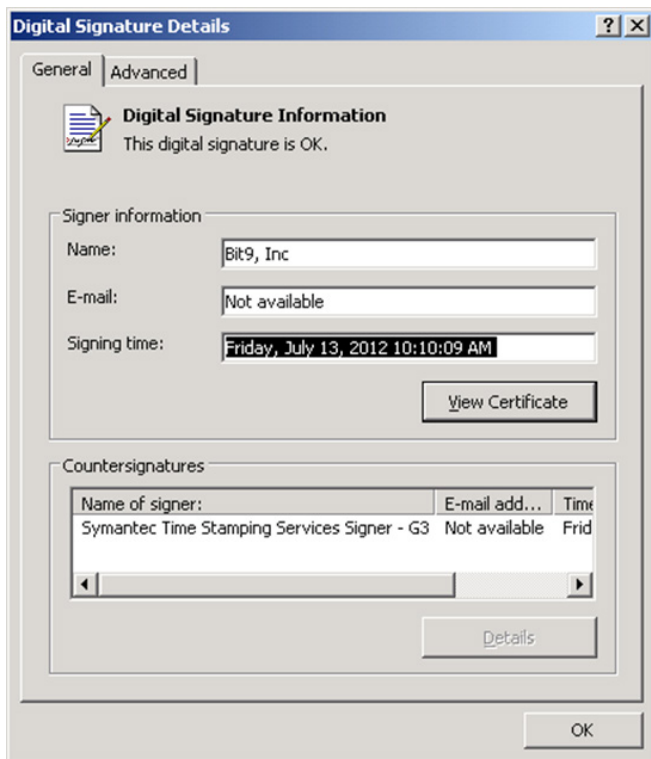 Digital Signature Details
General Advanced
Digital Signature Information
This digital signature is OK.
Signer information
Name: Bit9, Inc
E-mail: Not available
Signing time: Friday, July 13, 2012 10:10:09 AM
View Certificate
Countersignatures
Name of signer: E-mail add... Time
Symantec Time Stamping Services Signer - G3 Not available Frid
Details
OK